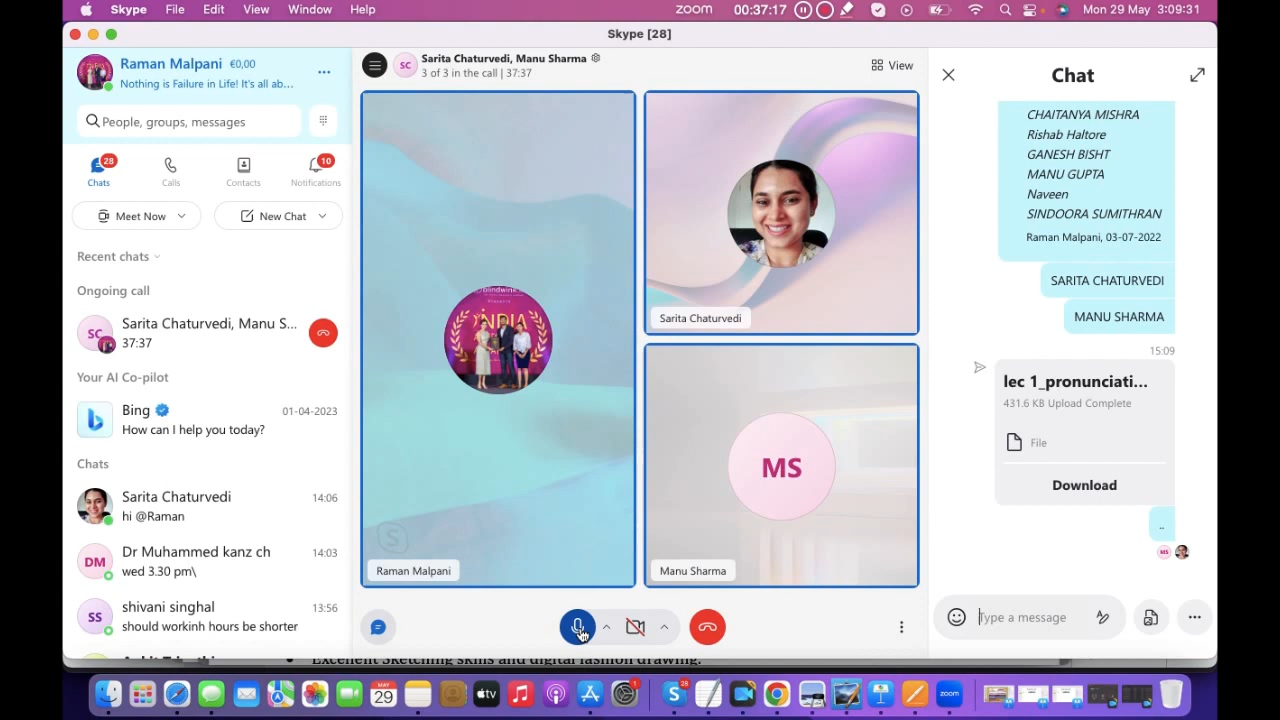 Skype File Edit View Window Help
zoom 00:37:17 Mon 29 May 3:09:31
Skype [28]
Raman Malpani €0,00
Nothing is Failure in Life! It's all ab...
People, groups, messages
28
10
Chats Calls Contacts Notifications
Meet Now New Chat
Recent chats
Ongoing call
SC
Sarita Chaturvedi, Manu S...
37:37
Your AI Co-pilot
Bing 01-04-2023
How can I help you today?
Chats
Sarita Chaturvedi 14:06
hi @Raman
DM
Dr Muhammed kanz ch 14:03
wed 3.30 pm\
SS
shivani singhal 13:56
should workinh hours be shorter
SC
Sarita Chaturvedi, Manu Sharma
3 of 3 in the call | 37:37
View
INDIA
Raman Malpani
Sarita Chaturvedi
MS
Manu Sharma
Chat
CHAITANYA MISHRA
Rishab Haltore
GANESH BISHT
MANU GUPTA
Naveen
SINDOORA SUMITHRAN
Raman Malpani, 03-07-2022
SARITA CHATURVEDI
MANU SHARMA
15:09
lec 1_pronunciati...
431.6 KB Upload Complete
File
Download
..
MS
Type a message
Excellent Sketching skills and digital fashion drawing.
MAY
29
tv
1
28
zoom